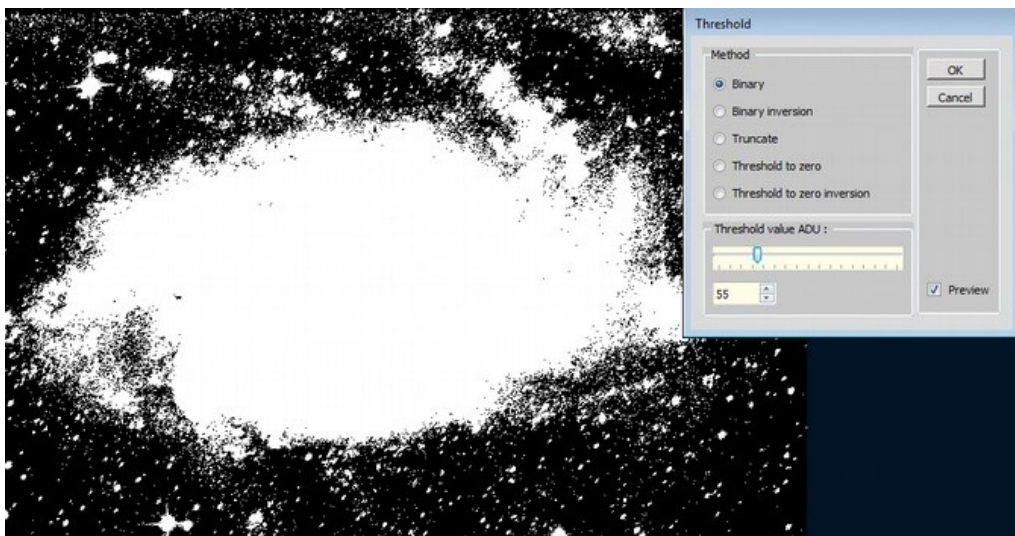 Threshold
Method
Binary
Binary inversion
Truncate
Threshold to zero
Threshold to zero inversion
Threshold value ADU :
55
OK
Cancel
Preview